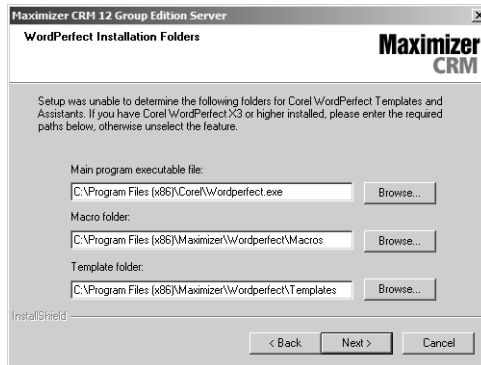 Maximizer CRM 12 Group Edition Server
WordPerfect Installation Folders
Maximizer
CRM
Setup was unable to determine the following folders for Corel WordPerfect Templates and
Assistants. If you have Corel WordPerfect X3 or higher installed, please enter the required
paths below, otherwise unselect the feature.
Main program executable file:
C:\Program Files (x86)\Corel\Wordperfect.exe
Browse...
Macro folder:
C:\Program Files (x86)\Maximizer\Wordperfect\Macros
Browse...
Template folder:
C:\Program Files (x86)\Maximizer\Wordperfect\Templates
Browse...
InstallShield
< Back
Next >
Cancel